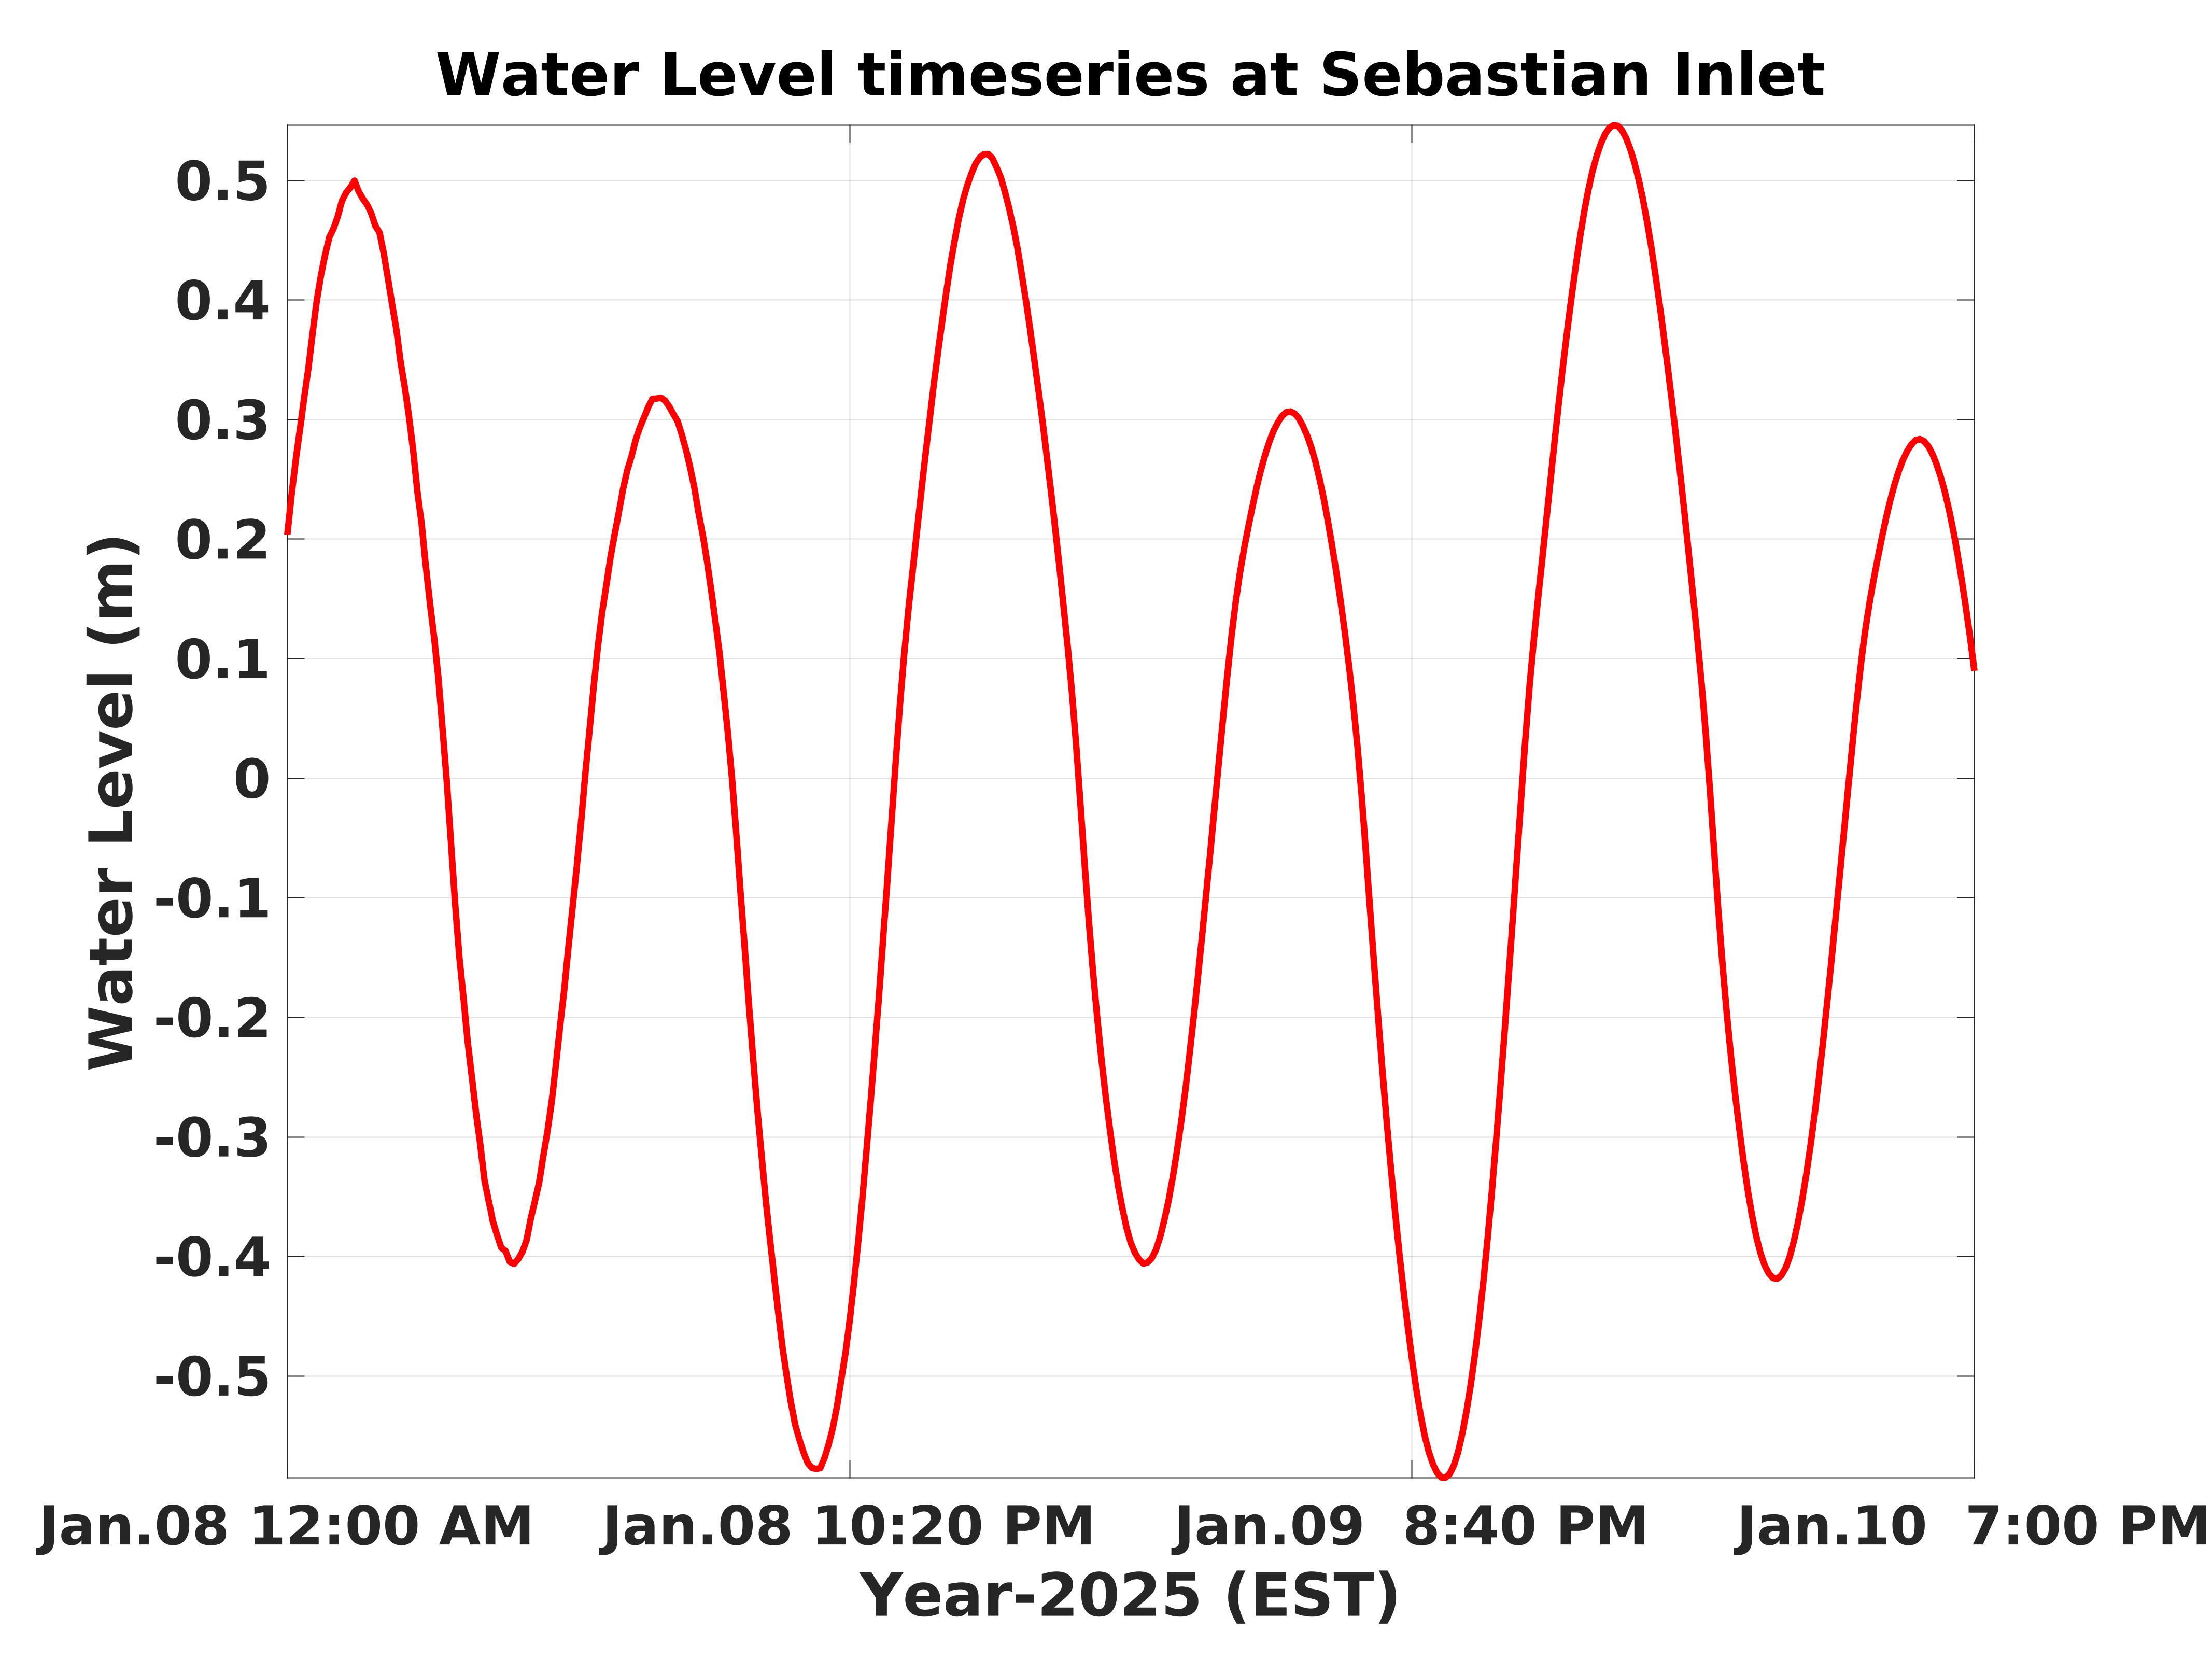 Water Level timeseries at Sebastian Inlet
Water Level (m)
0.5
0.4
0.3
0.2
0.1
0
-0.1
-0.2
-0.3
-0.4
-0.5
Jan.08 12:00 AM Jan.08 10:20 PM Jan.09 8:40 PM Jan.10 7:00 PM
Year-2025 (EST)